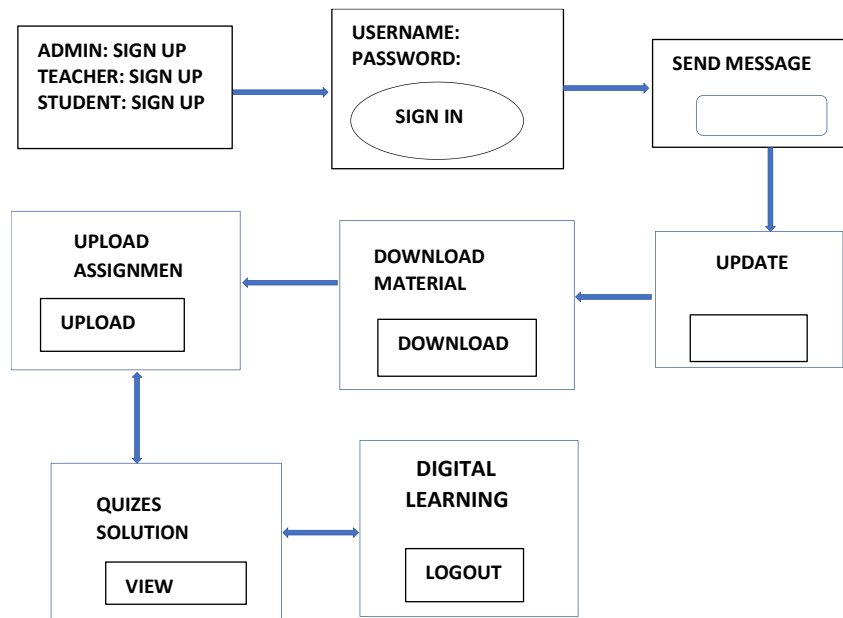 ADMIN: SIGN UP
TEACHER: SIGN UP
STUDENT: SIGN UP
USERNAME:
PASSWORD:
SIGN IN
SEND MESSAGE
UPLOAD
ASSIGNMEN
UPLOAD
DOWNLOAD
MATERIAL
DOWNLOAD
UPDATE
QUIZES
SOLUTION
VIEW
DIGITAL
LEARNING
LOGOUT